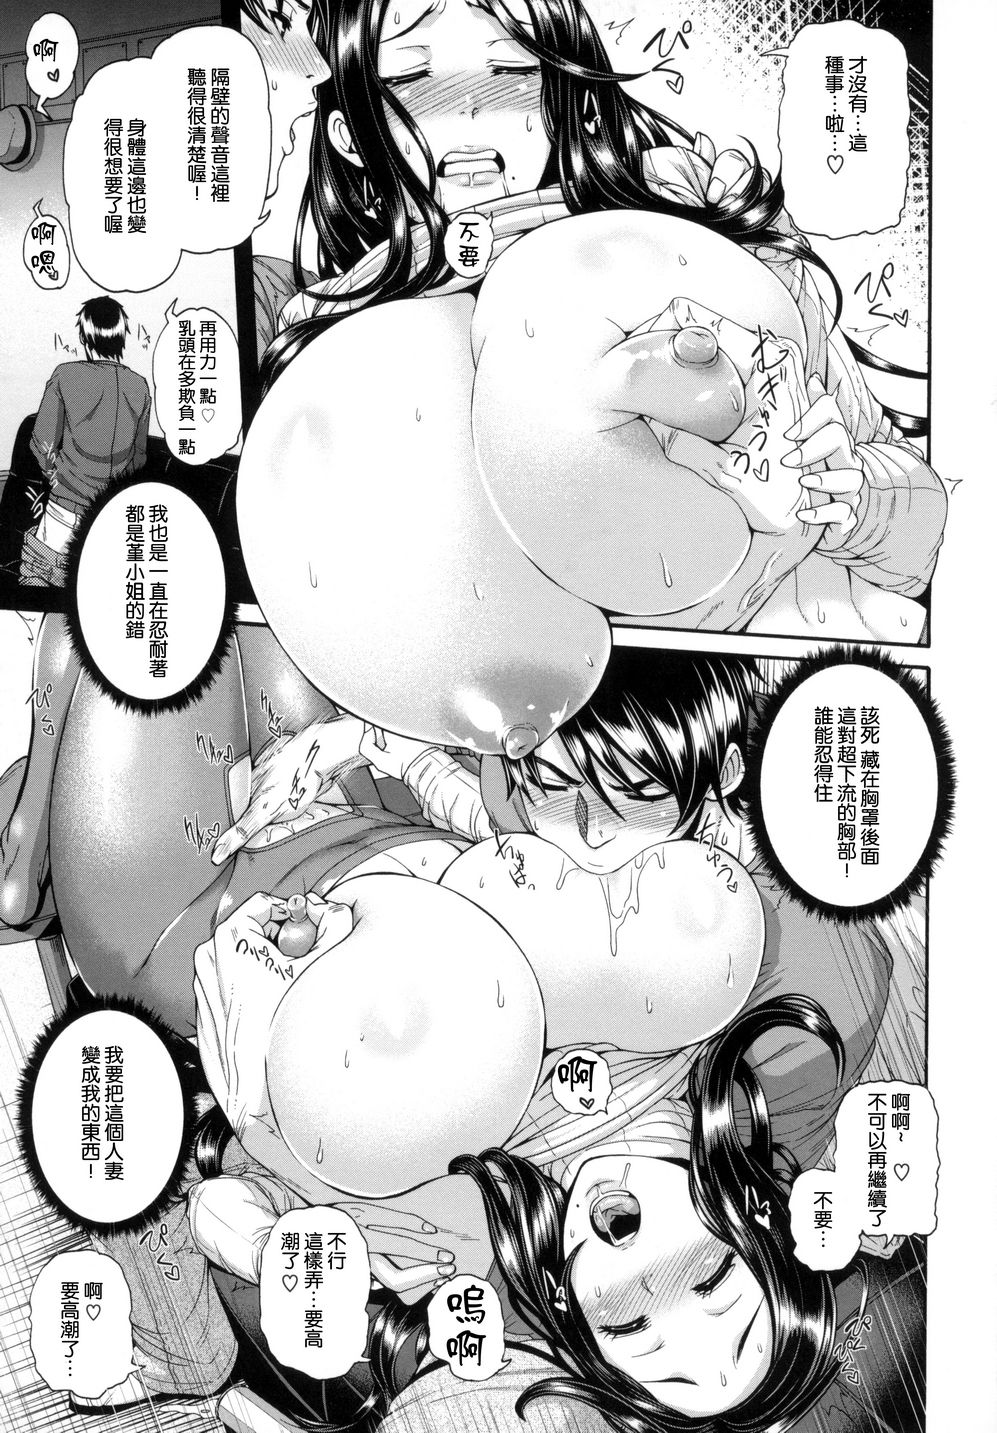 才沒有…這
種事…啦…♡
ぴっ
不要
隔壁的聲音這裡
聽得很清楚喔！
身體這邊也變
得很想要了喔
啊♡
啊嗯
再用力一點♡
乳頭在多欺負一點
我也是一直在忍耐著
都是堇小姐的錯
該死 藏在胸罩後面
這對超下流的胸部！
誰能忍得住
啊
啊啊~♡
不可以再繼續了
不要…
我要把這個人妻
變成我的東西！
不行
這樣弄…要高
潮了♡
嗚啊
啊♡
要高潮了…